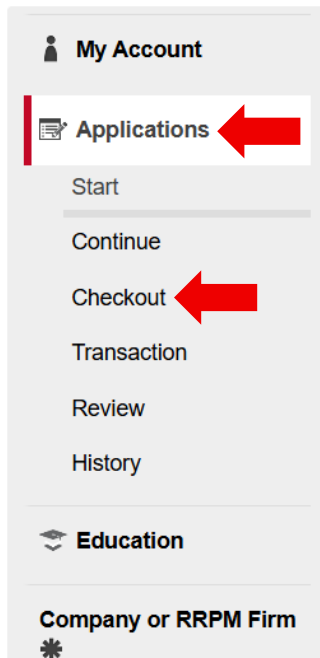 My Account
Applications
Start
Continue
Checkout
Transaction
Review
History
Education
Company or RRPM Firm